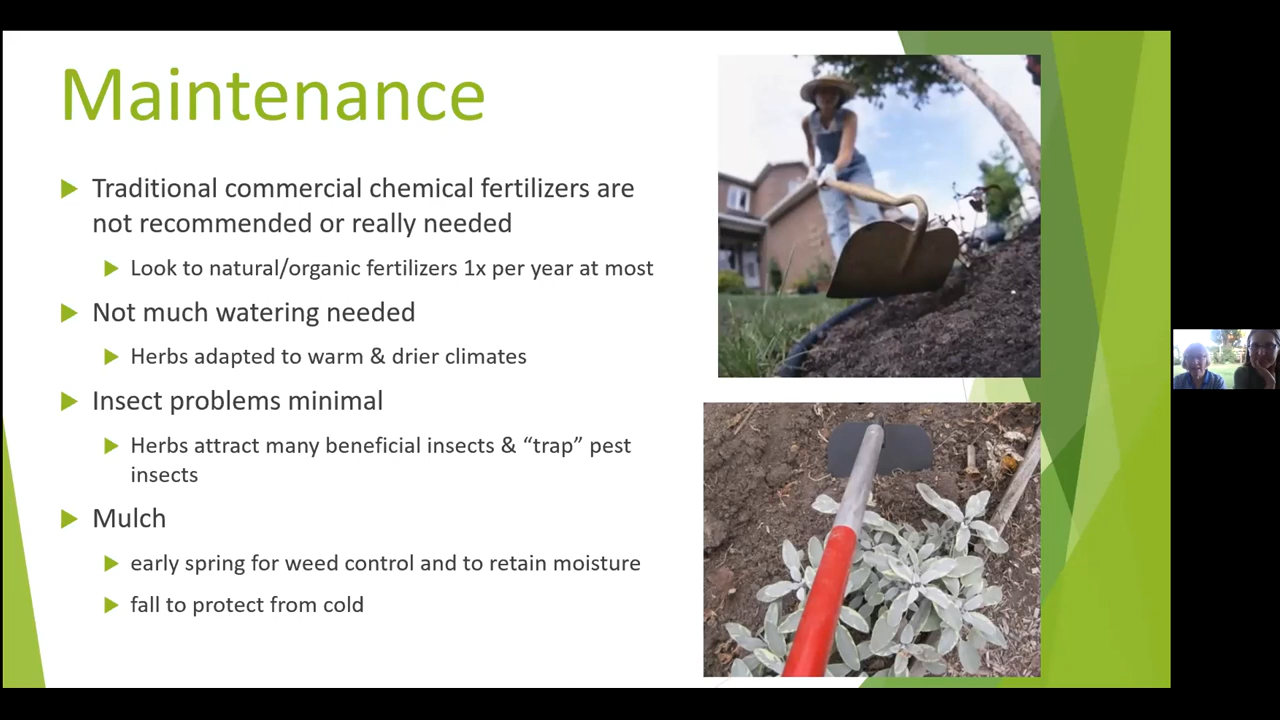 Maintenance
Traditional commercial chemical fertilizers are
not recommended or really needed
Look to natural/organic fertilizers 1x per year at most
Not much watering needed
Herbs adapted to warm & drier climates
Insect problems minimal
Herbs attract many beneficial insects & “trap” pest
insects
Mulch
early spring for weed control and to retain moisture
fall to protect from cold